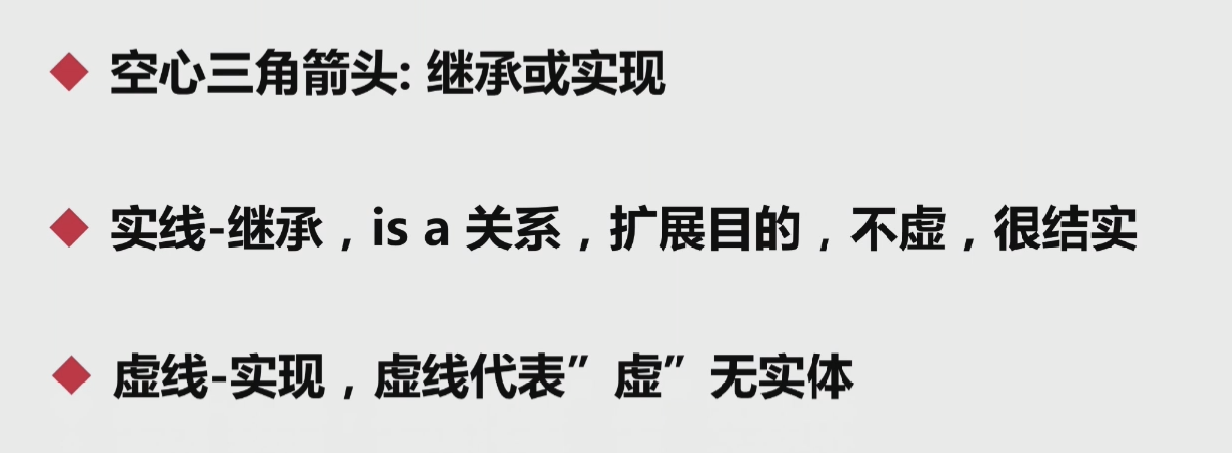 空心三角箭头: 继承或实现
实线-继承，is a 关系，扩展目的，不虚，很结实
虚线-实现，虚线代表”虚”无实体